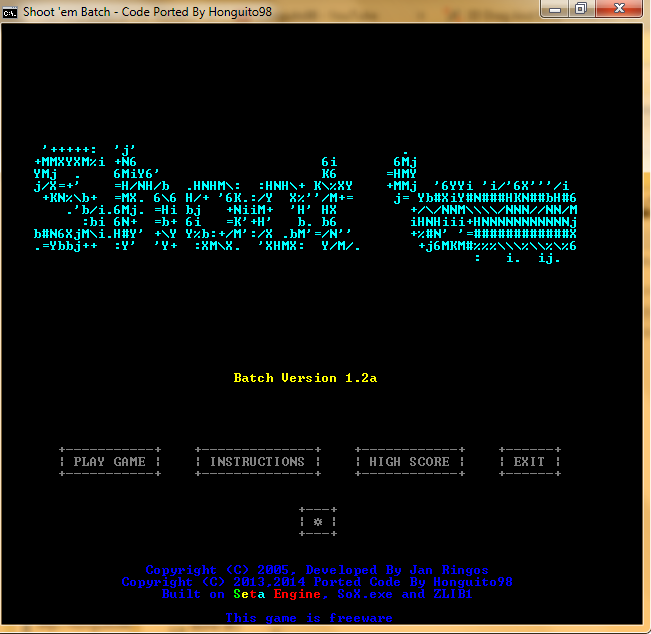 Shoot 'em Batch - Code Ported By Honguito98
Shoot
Batch Version 1.2a
PLAY GAME
INSTRUCTIONS
HIGH SCORE
EXIT
Copyright (C) 2005, Developed By Jan Ringos
Copyright (C) 2013,2014 Ported Code By Honguito98
Built on Seta Engine, SoX.exe and ZLIB1
This game is freeware